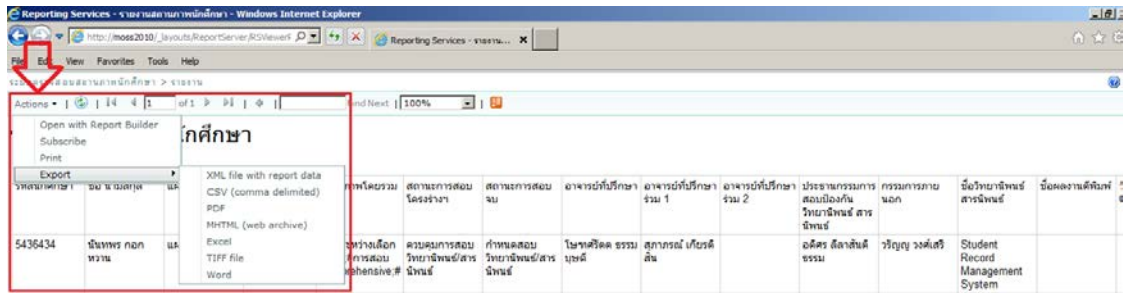 Reporting Services - รายงานสถานภาพนักศึกษา - Windows Internet Explorer
http://moss2010/_layouts/ReportServer/RSViewerP
Reporting Services - รายงาน...
File Edit View Favorites Tools Help
> รายงาน
Actions
1 of 1
Find Next
100%
Open with Report Builder
Subscribe
Print
Export
XML file with report data
CSV (comma delimited)
PDF
MHTML (web archive)
Excel
TIFF file
Word
กศึกษา
สถานะการสอบโครงร่างฯ
สถานะการสอบจบ
อาจารย์ที่ปรึกษา
อาจารย์ที่ปรึกษาร่วม 1
อาจารย์ที่ปรึกษาร่วม 2
ประธานกรรมการสอบป้องกันวิทยานิพนธ์ สารนิพนธ์
กรรมการภายนอก
ชื่อวิทยานิพนธ์ สารนิพนธ์
ชื่อผลงานตีพิมพ์
5436434
นันทพร กอกหวาน
ควบคุมการสอบวิทยานิพนธ์/สารนิพนธ์
กำหนดสอบวิทยานิพนธ์/สารนิพนธ์
สุภาภรณ์ เกียรติสิ้น
อดิศร ลีลาสันติธรรม
วริญญู วงศ์เสรี
Student Record Management System